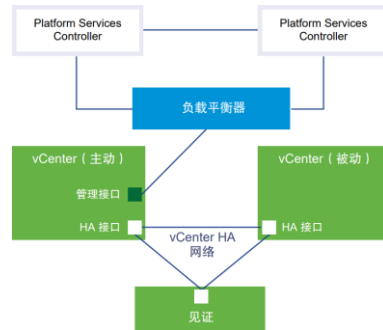 Platform Services
Controller
Platform Services
Controller
负载平衡器
vCenter（主动）
vCenter（被动）
管理接口
HA 接口
vCenter HA
网络
HA 接口
见证